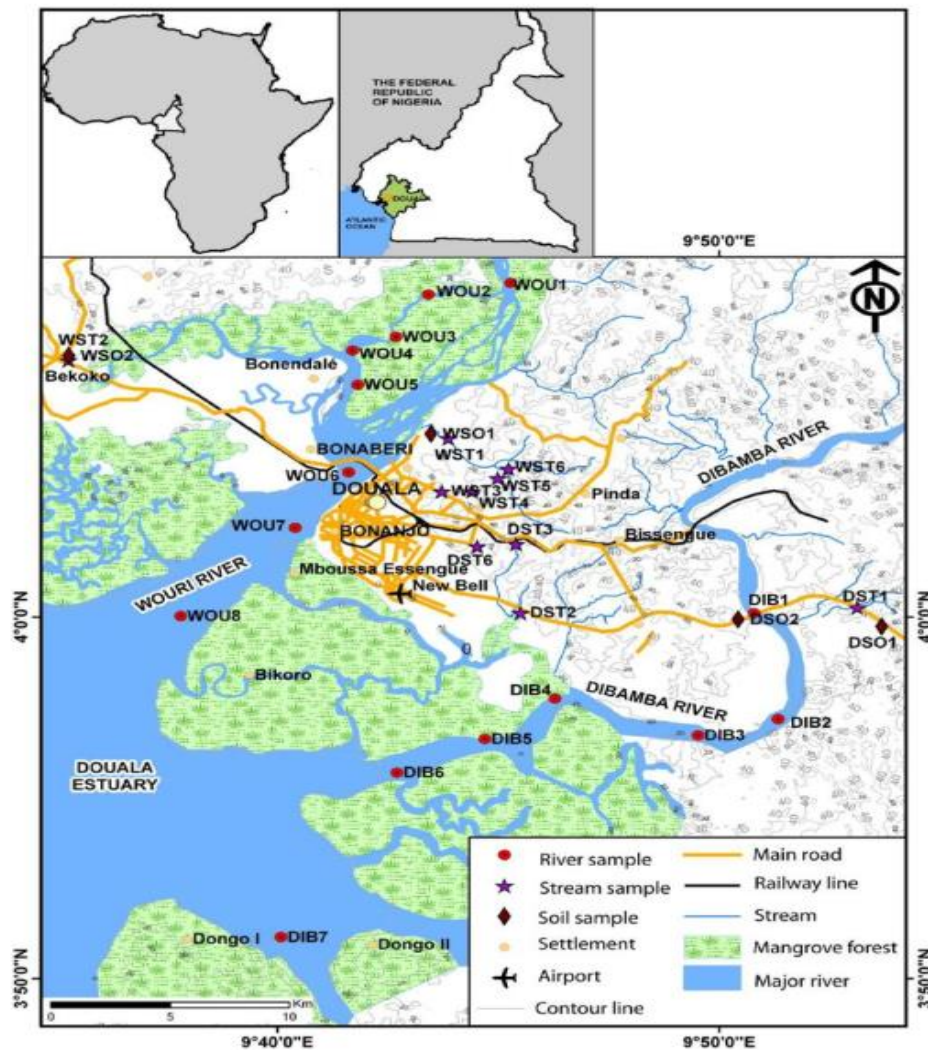 THE FEDERAL
REPUBLIC
OF NIGERIA
DOUALA
ATLANTIC
OCEAN
9°50'0"E
N
WOU1
WOU2
WOU3
WOU4
WOU5
WST2
WSO2
Bekoko
Bonendalé
WSO1
WST1
BONABERI
WOU6
WST6
WST5
WST3
WST4
DOUALA
Pinda
DIBAMBA RIVER
WOU7
BONANJO
DST3
DST6
Bissengue
Mboussa Essengue
New Bell
WOURI RIVER
WOU8
DST2
DIB1
DSO2
DST1
DSO1
4°0'0"N
4°0'0"N
Bikoro
DIB4
DIBAMBA RIVER
DIB2
DIB3
DIB5
DIB6
DOUALA
ESTUARY
Dongo I
DIB7
Dongo II
River sample
Main road
Stream sample
Railway line
Soil sample
Stream
Settlement
Mangrove forest
Airport
Major river
Contour line
3°50'0"N
3°50'0"N
Km
0
5
10
9°40'0"E
9°50'0"E